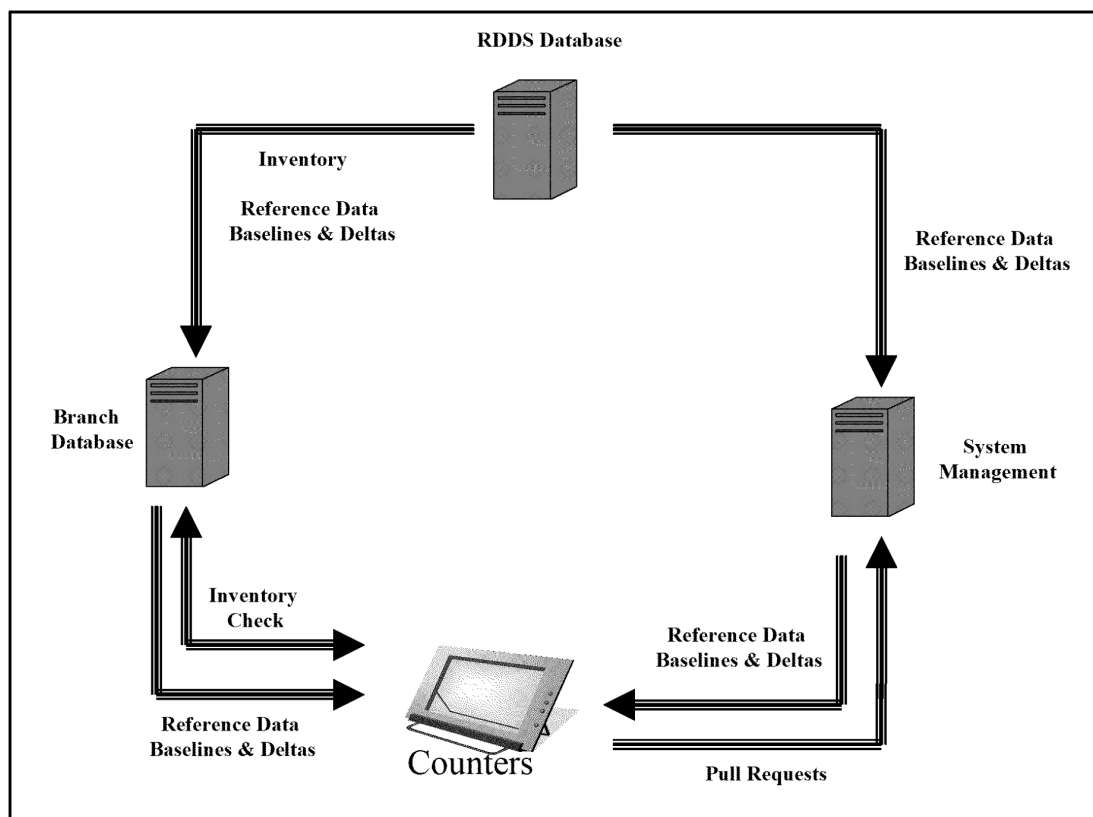 RDDS Database
Inventory
Reference Data
Baselines & Deltas
Reference Data
Baselines & Deltas
Branch
Database
System
Management
Inventory
Check
Reference Data
Baselines & Deltas
Reference Data
Baselines & Deltas
Counters
Pull Requests